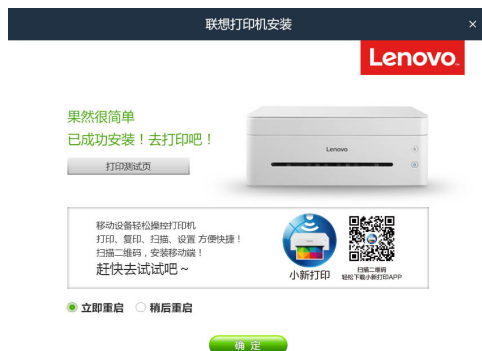 联想打印机安装
Lenovo
果然很简单
已成功安装！去打印吧！
打印测试页
Lenovo
移动设备轻松操控打印机
打印、复印、扫描、设置 方便快捷！
扫描二维码，安装移动端！
赶快去试试吧~
小新打印
扫描二维码
轻松下载小新打印APP
立即重启
稍后重启
确 定